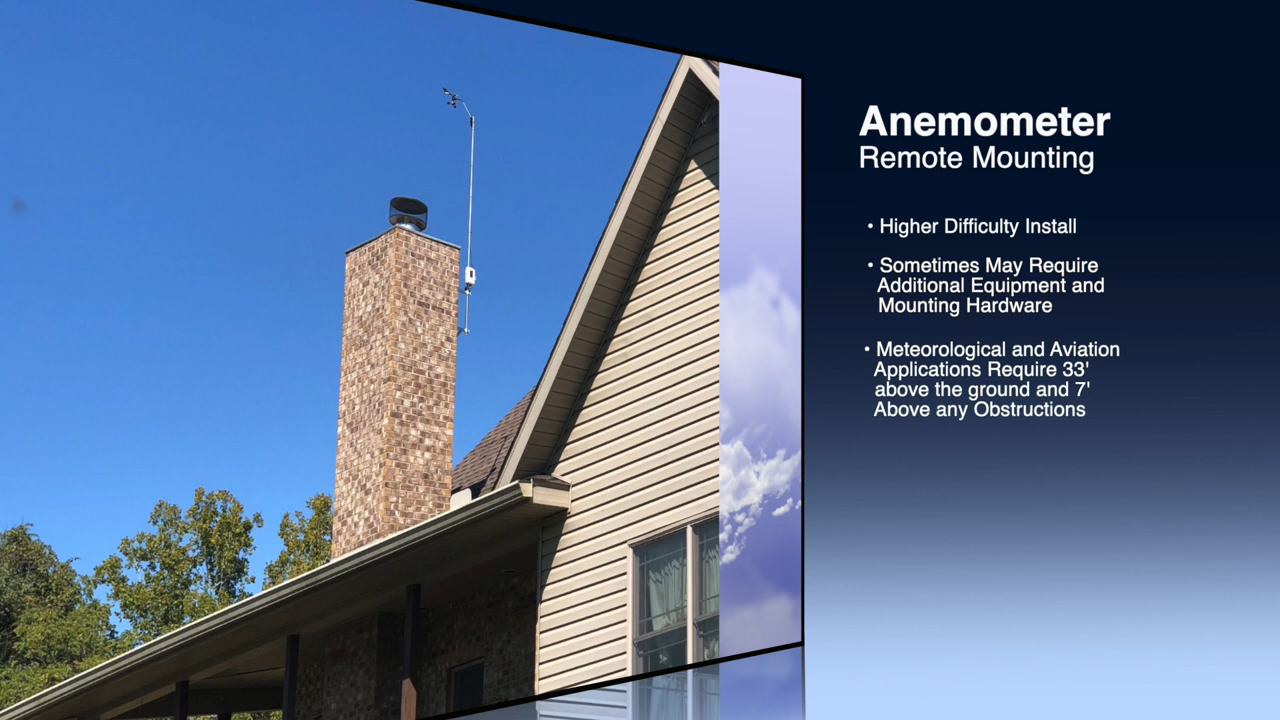 Anemometer
Remote Mounting
• Higher Difficulty Install
• Sometimes May Require
Additional Equipment and
Mounting Hardware
• Meteorological and Aviation
Applications Require 33'
above the ground and 7'
Above any Obstructions